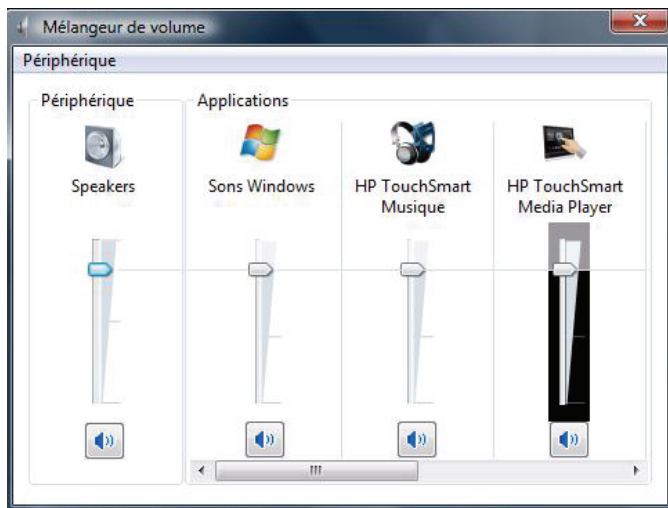 Mélangeur de volume
Périphérique
Périphérique
Applications
Speakers
Sons Windows
HP TouchSmart
Musique
HP TouchSmart
Media Player